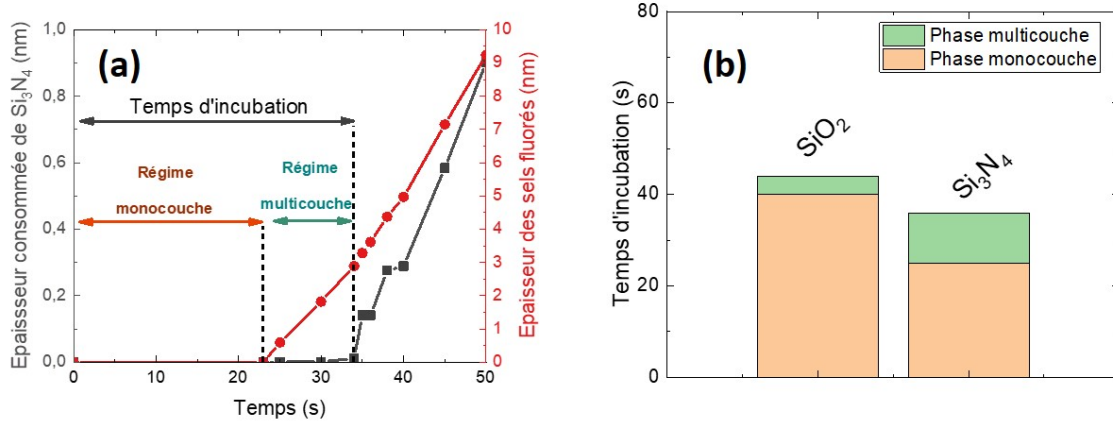 (a)
Temps d'incubation
Régime
monocouche
Régime
multicouche
Epaissseur consommée de Si3N4 (nm)
1,0
0,8
0,6
0,4
0,2
0,0
10
9
8
7
6
5
4
3
2
1
0
Epaisseur des sels fluorés (nm)
0 10 20 30 40 50
Temps (s)
(b)
Phase multicouche
Phase monocouche
SiO2
Si3N4
Temps d'incubation (s)
80
60
40
20
0